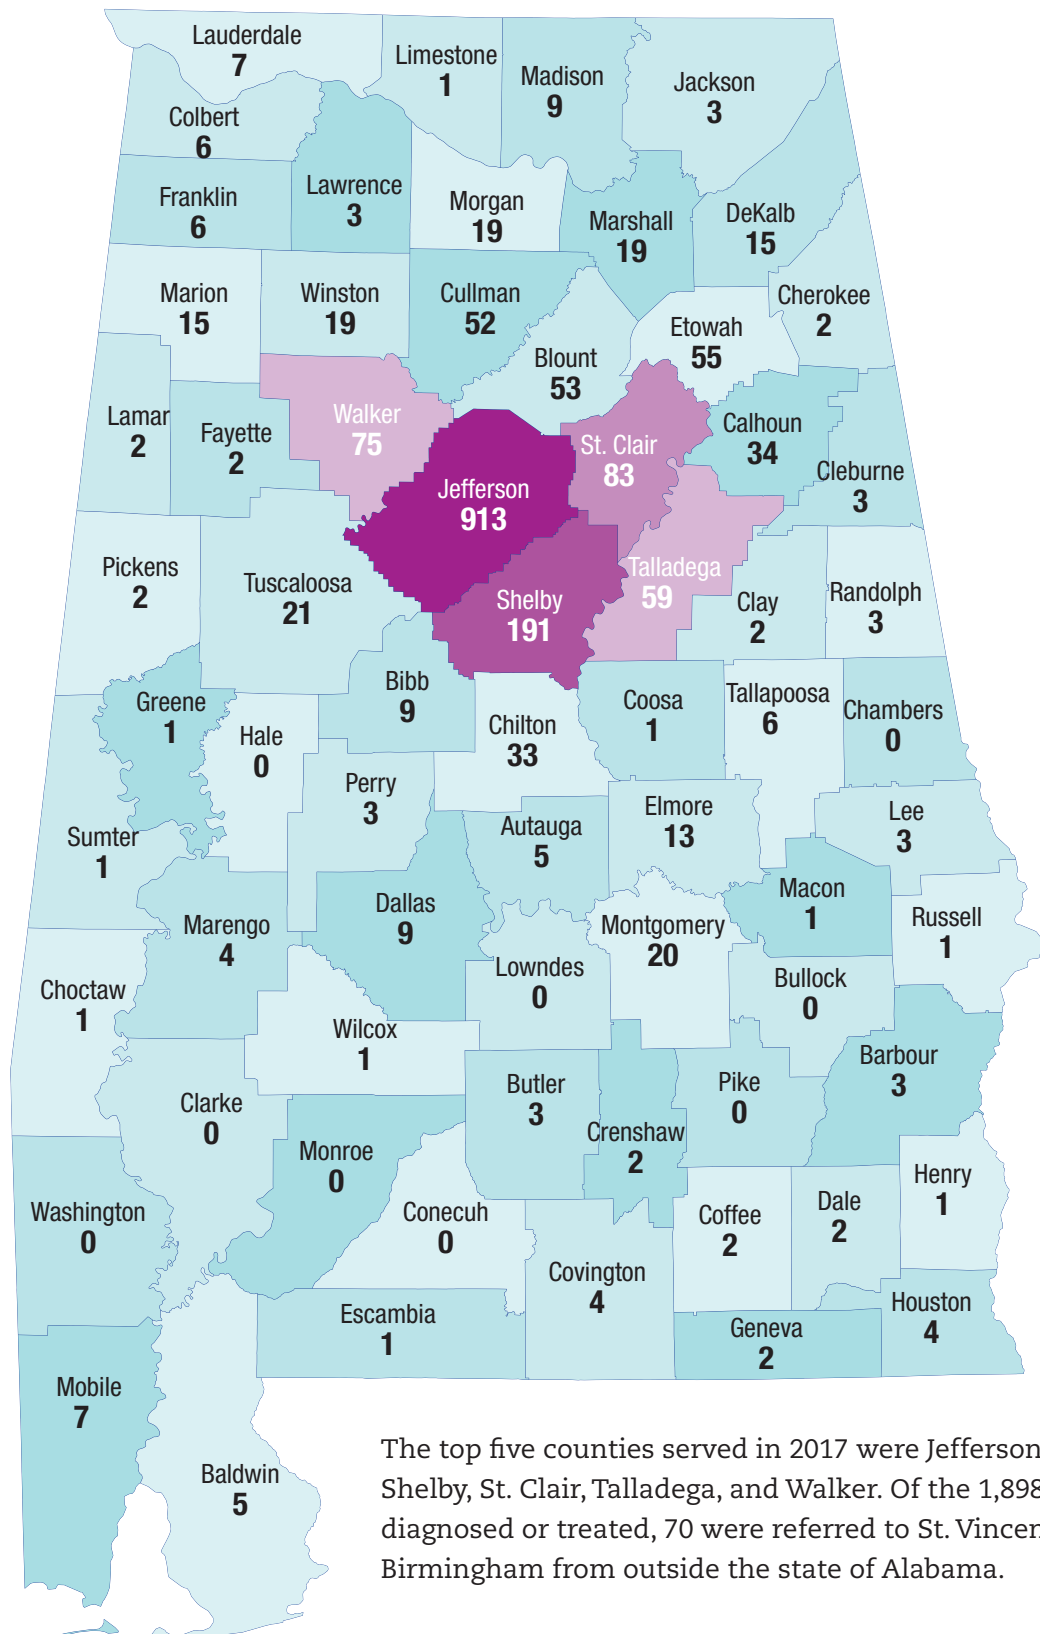 Lauderdale
7
Limestone
1
Madison
9
Jackson
3
Colbert
6
Franklin
6
Lawrence
3
Morgan
19
Marshall
19
DeKalb
15
Marion
15
Winston
19
Cullman
52
Cherokee
2
Etowah
55
Blount
53
Lamar
2
Fayette
2
Walker
75
St. Clair
83
Calhoun
34
Cleburne
3
Jefferson
913
Pickens
2
Tuscaloosa
21
Shelby
191
Talladega
59
Clay
2
Randolph
3
Greene
1
Hale
0
Bibb
9
Chilton
33
Coosa
1
Tallapoosa
6
Chambers
0
Sumter
1
Perry
3
Autauga
5
Elmore
13
Lee
3
Marengo
4
Dallas
9
Lowndes
0
Montgomery
20
Macon
1
Russell
1
Bullock
0
Choctaw
1
Wilcox
1
Butler
3
Crenshaw
2
Pike
0
Barbour
3
Clarke
0
Monroe
0
Conecuh
0
Washington
0
Covington
4
Coffee
2
Dale
2
Henry
1
Escambia
1
Geneva
2
Houston
4
Mobile
7
Baldwin
5
The top five counties served in 2017 were Jefferson
Shelby, St. Clair, Talladega, and Walker. Of the 1,898
diagnosed or treated, 70 were referred to St. Vincen
Birmingham from outside the state of Alabama.